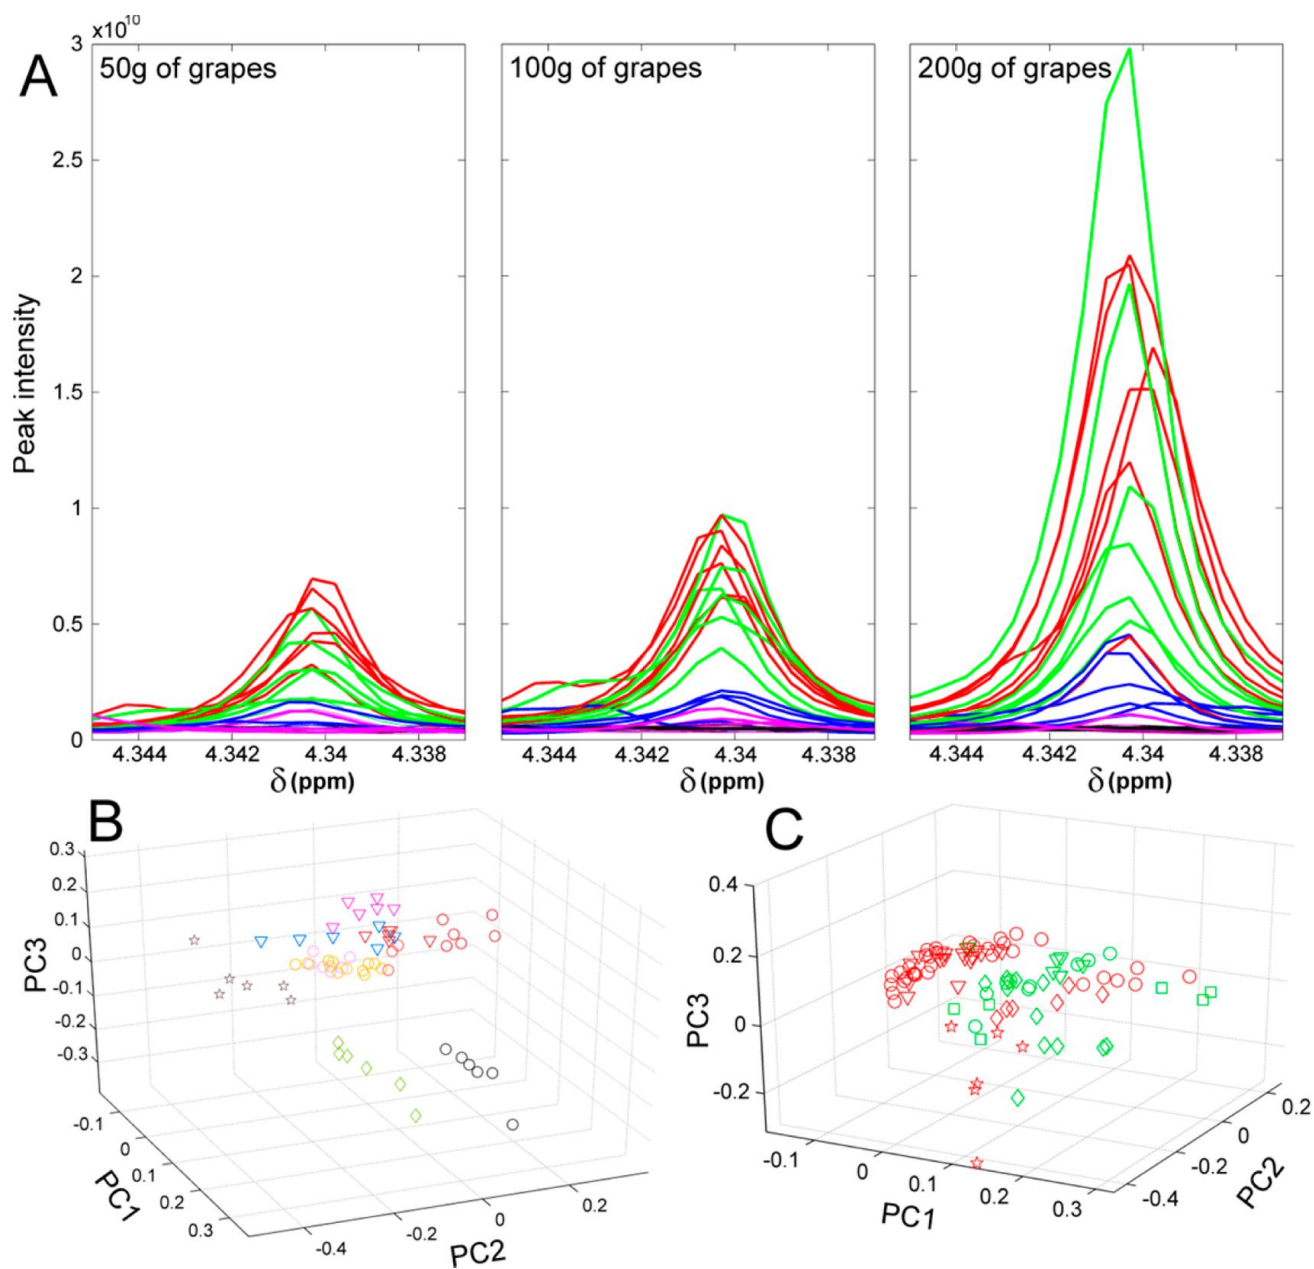 x10^10
A
50g of grapes
100g of grapes
200g of grapes
3
2.5
2
1.5
1
0.5
0
Peak intensity
4.344 4.342 4.34 4.338
4.344 4.342 4.34 4.338
4.344 4.342 4.34 4.338
δ (ppm)
δ (ppm)
δ (ppm)
B
0.3
0.2
0.1
0
-0.1
-0.2
-0.3
PC3
-0.1
0
0.1
0.2
0.3
PC1
-0.4
-0.2
0
0.2
PC2
C
0.4
0.2
0
-0.2
PC3
-0.1
0
0.1
0.2
0.3
PC1
-0.4
-0.2
0
0.2
PC2